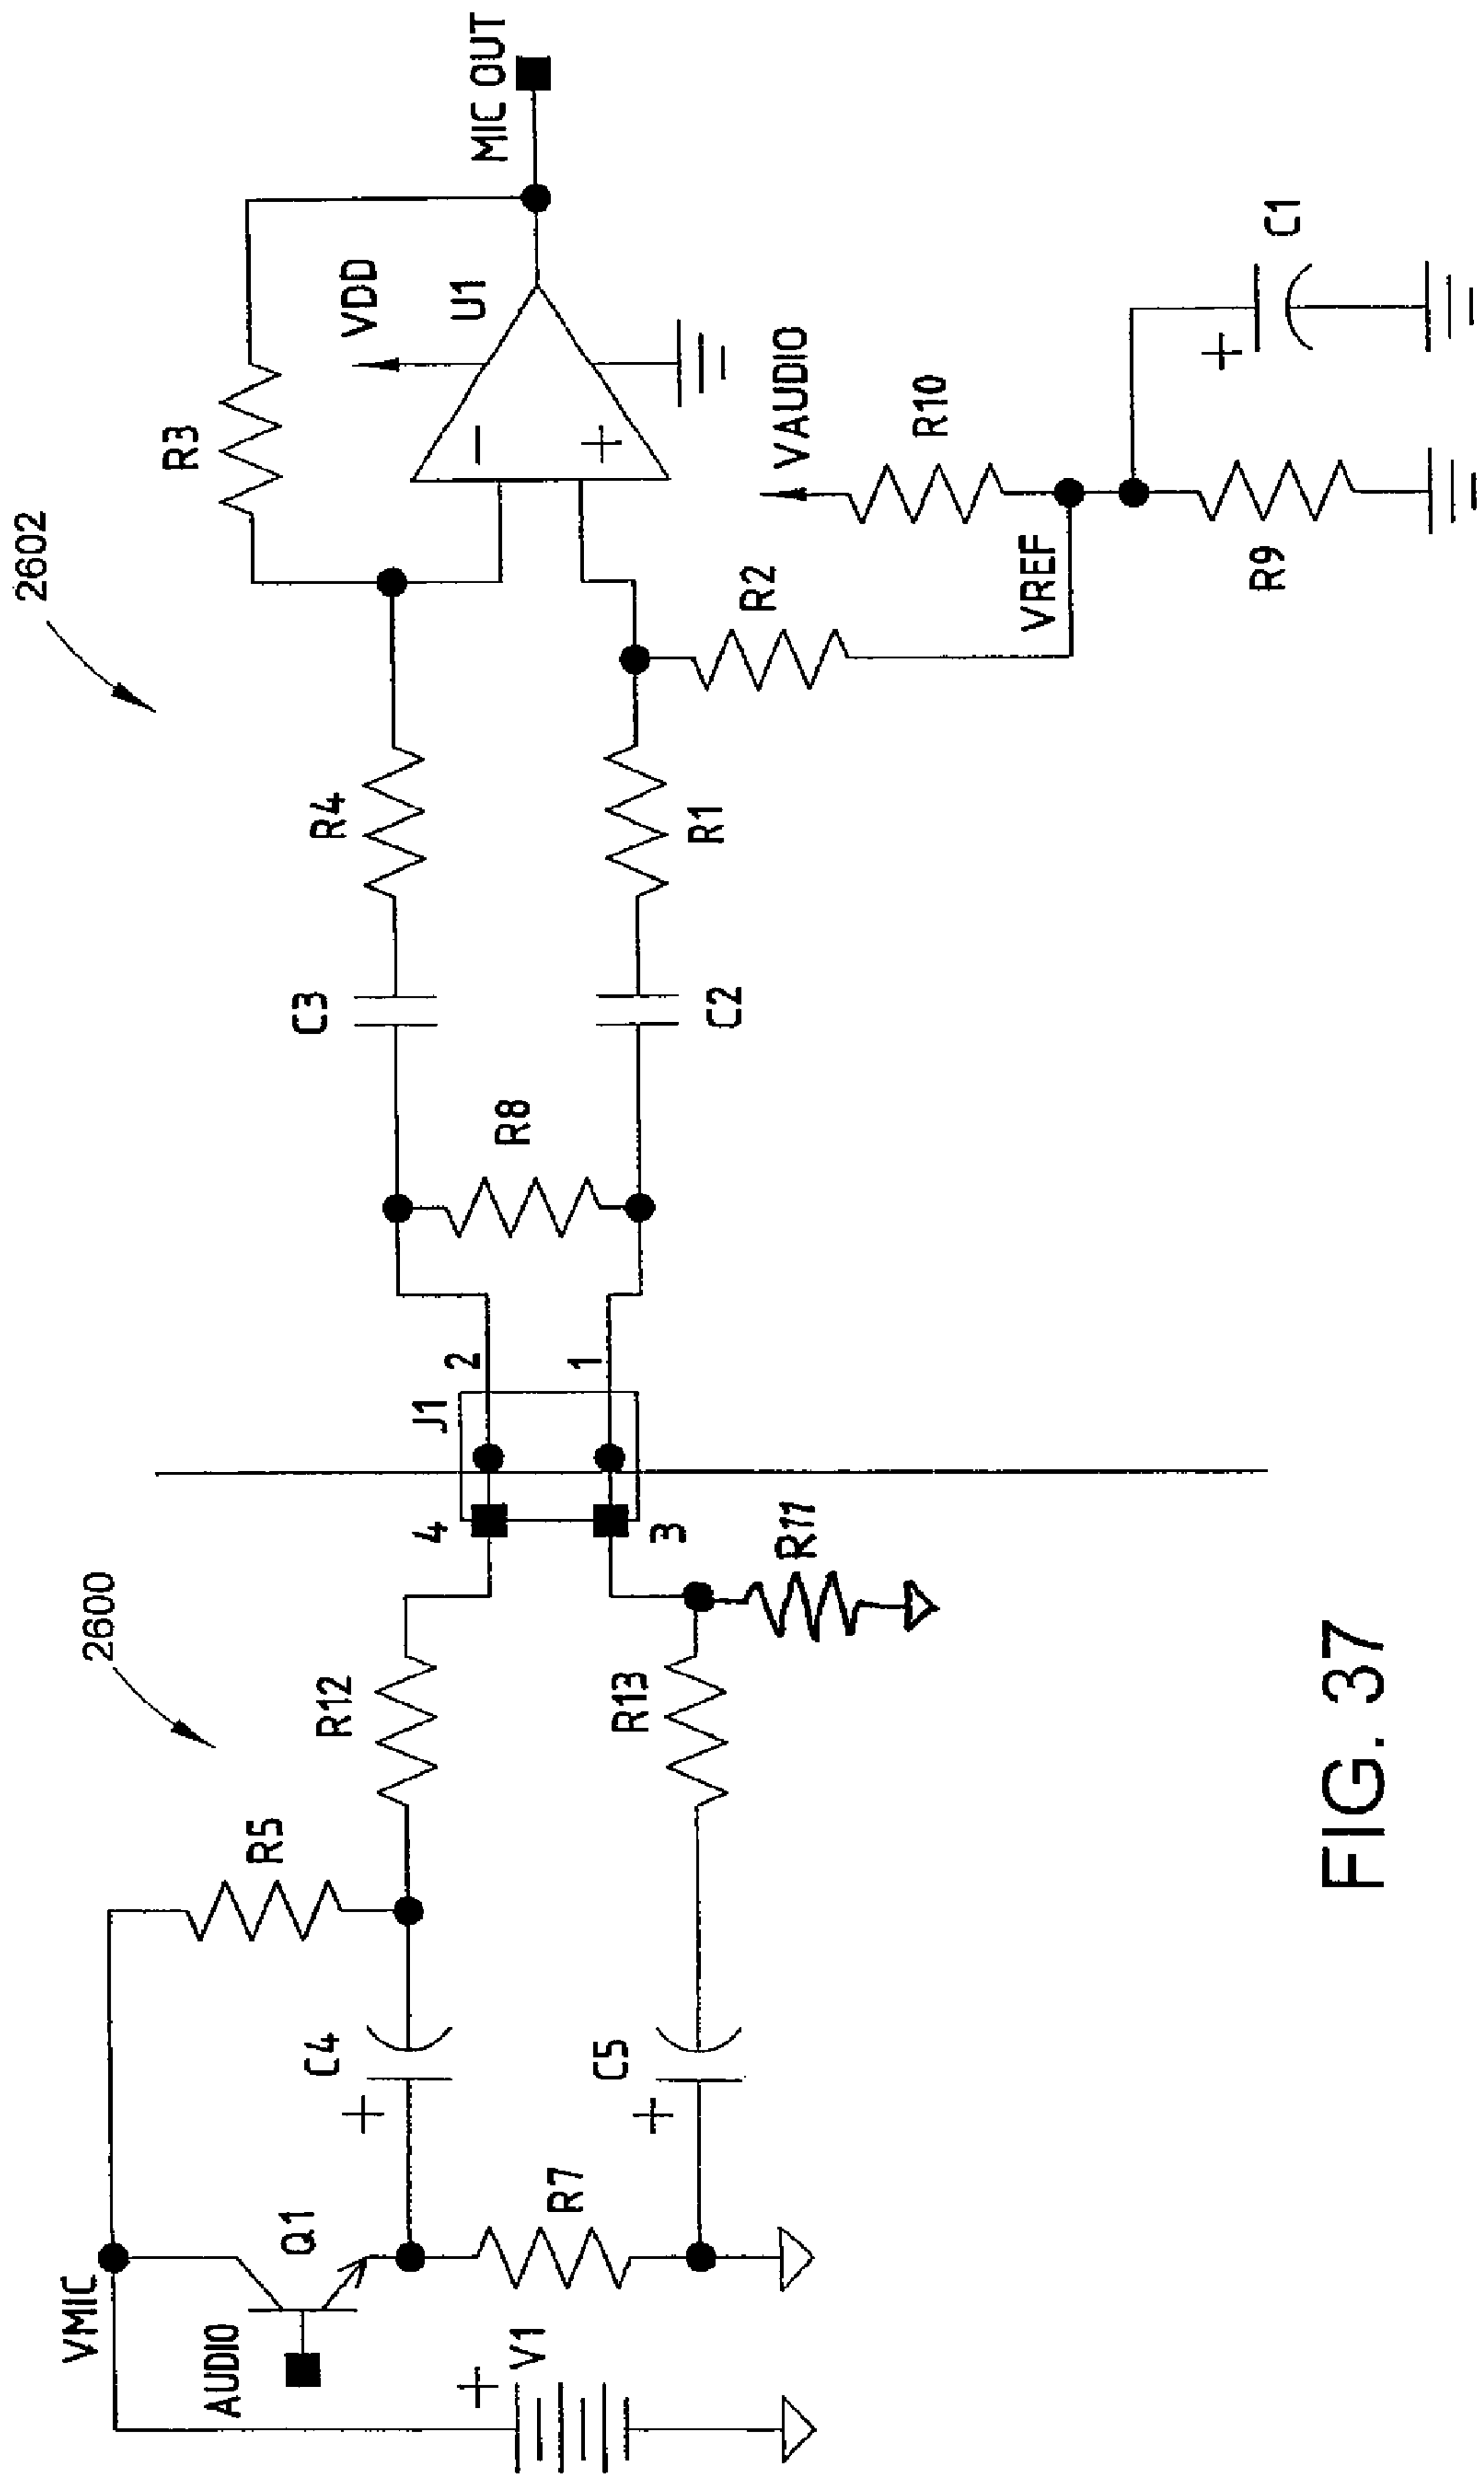 2600
2602
VMIC
AUDIO
Q1
+
V1
R5
+
C4
R12
R7
+
C5
R13
R11
4
3
J1
2
1
R8
C3
C2
R4
R1
R3
VDD
U1
−
+
MIC OUT
R2
VAUDIO
R10
VREF
R9
+
C1
FIG. 37